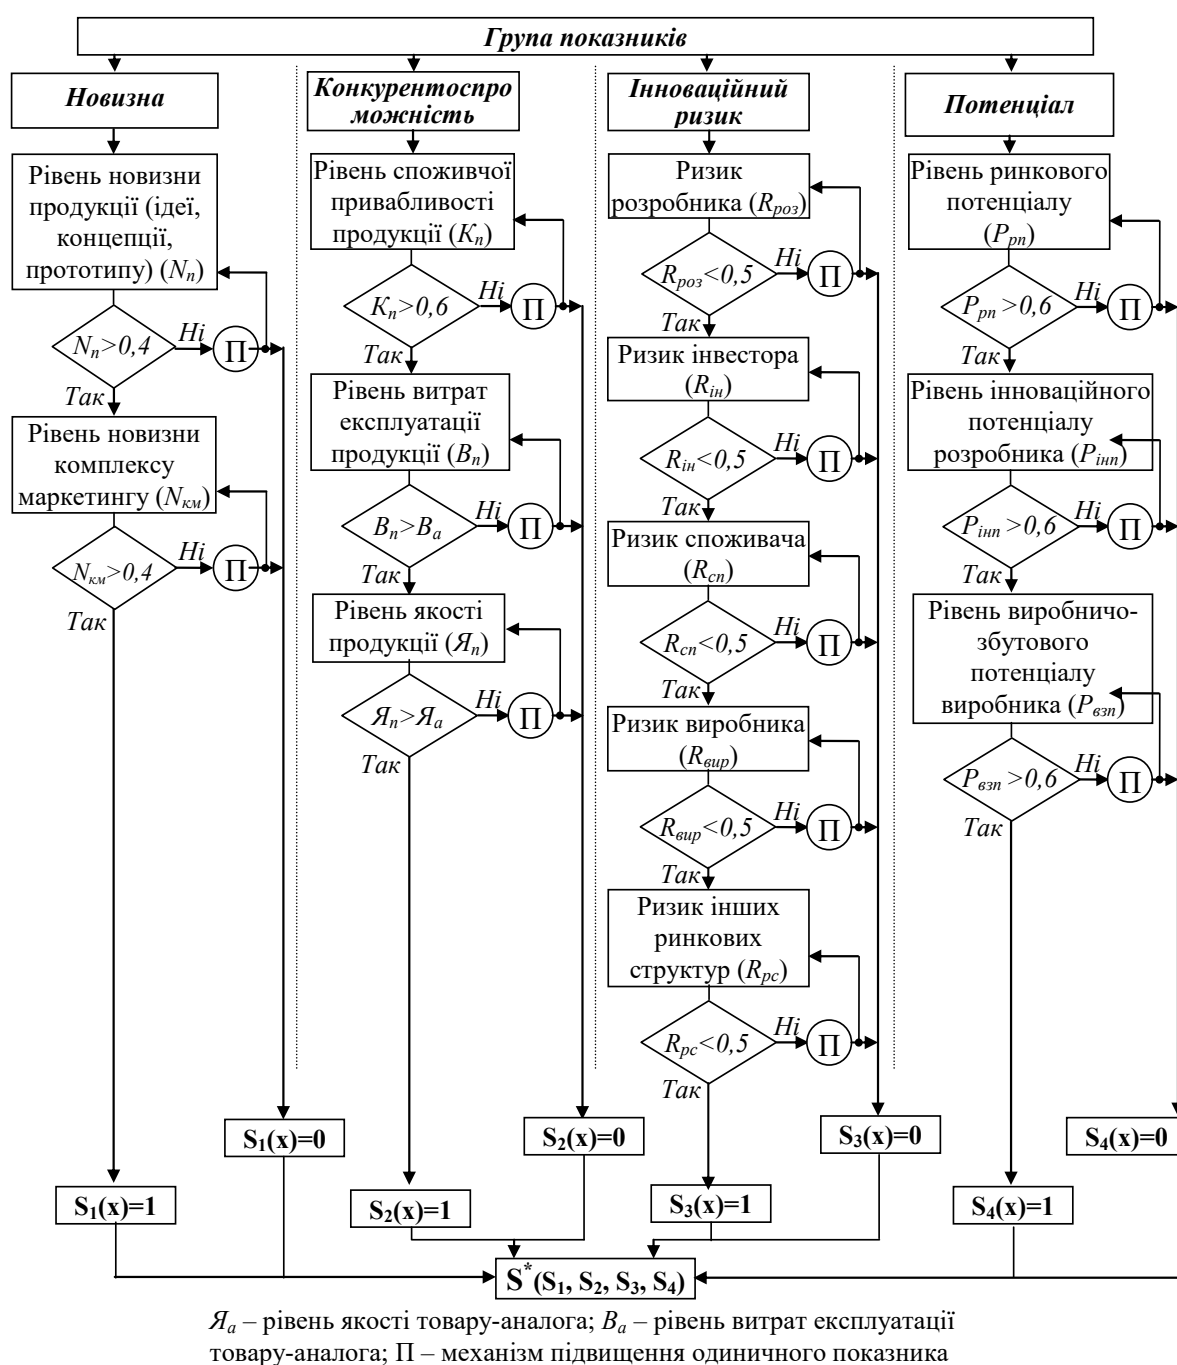 Група показників
Новизна
Рівень новизни
продукції (ідеї,
концепції,
прототипу) (Nп)
Nп>0,4
Ні
П
Так
Рівень новизни
комплексу
маркетингу (Nкм)
Nкм>0,4
Ні
П
Так
S1(x)=0
S1(x)=1
Конкурентоспро
можність
Рівень споживчої
привабливості
продукції (Kп)
Kп>0,6
Ні
П
Так
Рівень витрат
експлуатації
продукції (Вп)
Вп>Ва
Ні
П
Так
Рівень якості
продукції (Яп)
Яп>Яа
Ні
П
Так
S2(x)=0
S2(x)=1
Інноваційний
ризик
Ризик
розробника (Rроз)
Rроз<0,5
Ні
П
Так
Ризик інвестора
(Rін)
Rін<0,5
Ні
П
Так
Ризик споживача
(Rсп)
Rсп<0,5
Ні
П
Так
Ризик виробника
(Rвир)
Rвир<0,5
Ні
П
Так
Ризик інших
ринкових
структур (Rрс)
Rрс<0,5
Ні
П
Так
S3(x)=0
S3(x)=1
Потенціал
Рівень ринкового
потенціалу
(Pрп)
Pрп>0,6
Ні
П
Так
Рівень інноваційного
потенціалу
розробника (Pінп)
Pінп>0,6
Ні
П
Так
Рівень виробничо-
збутового
потенціалу
виробника (Pвзп)
Pвзп>0,6
Ні
П
Так
S4(x)=0
S4(x)=1
S*(S1, S2, S3, S4)
Яа – рівень якості товару-аналога; Ва – рівень витрат експлуатації
товару-аналога; П – механізм підвищення одиничного показника